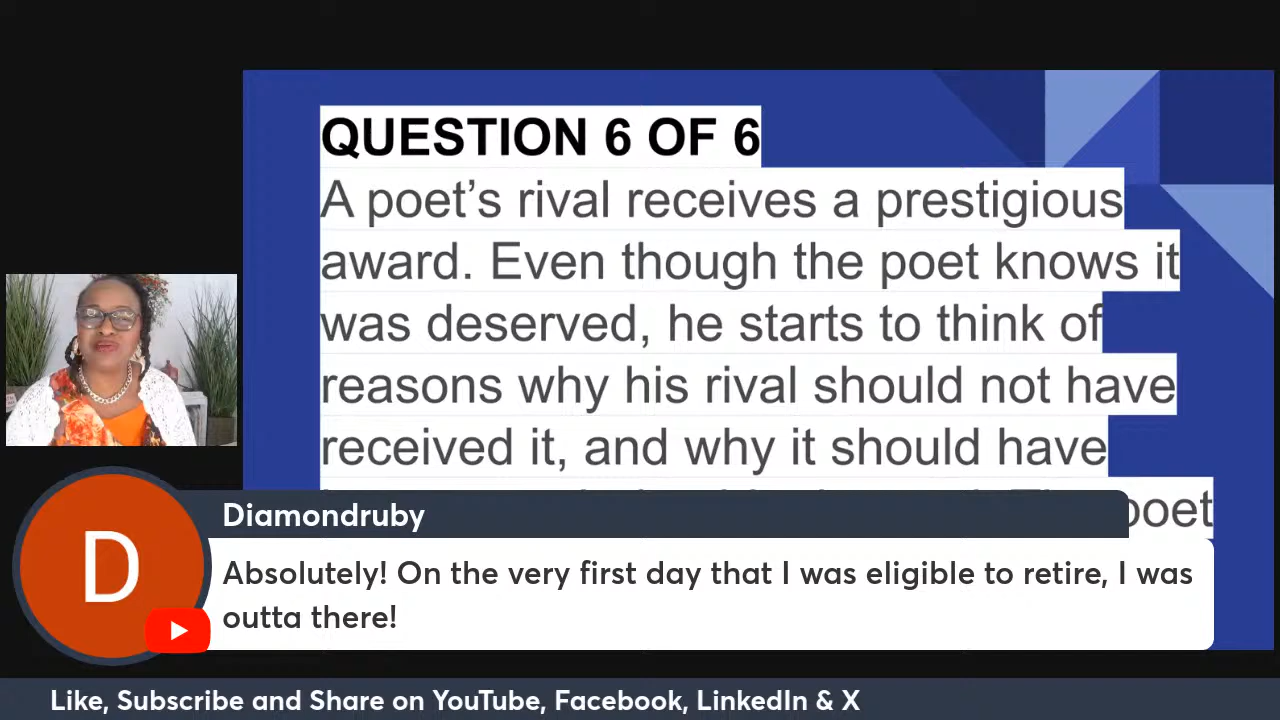 QUESTION 6 OF 6
A poet’s rival receives a prestigious
award. Even though the poet knows it
was deserved, he starts to think of
reasons why his rival should not have
received it, and why it should have
poet
D
Diamondruby
Absolutely! On the very first day that I was eligible to retire, I was
outta there!
Like, Subscribe and Share on YouTube, Facebook, LinkedIn & X